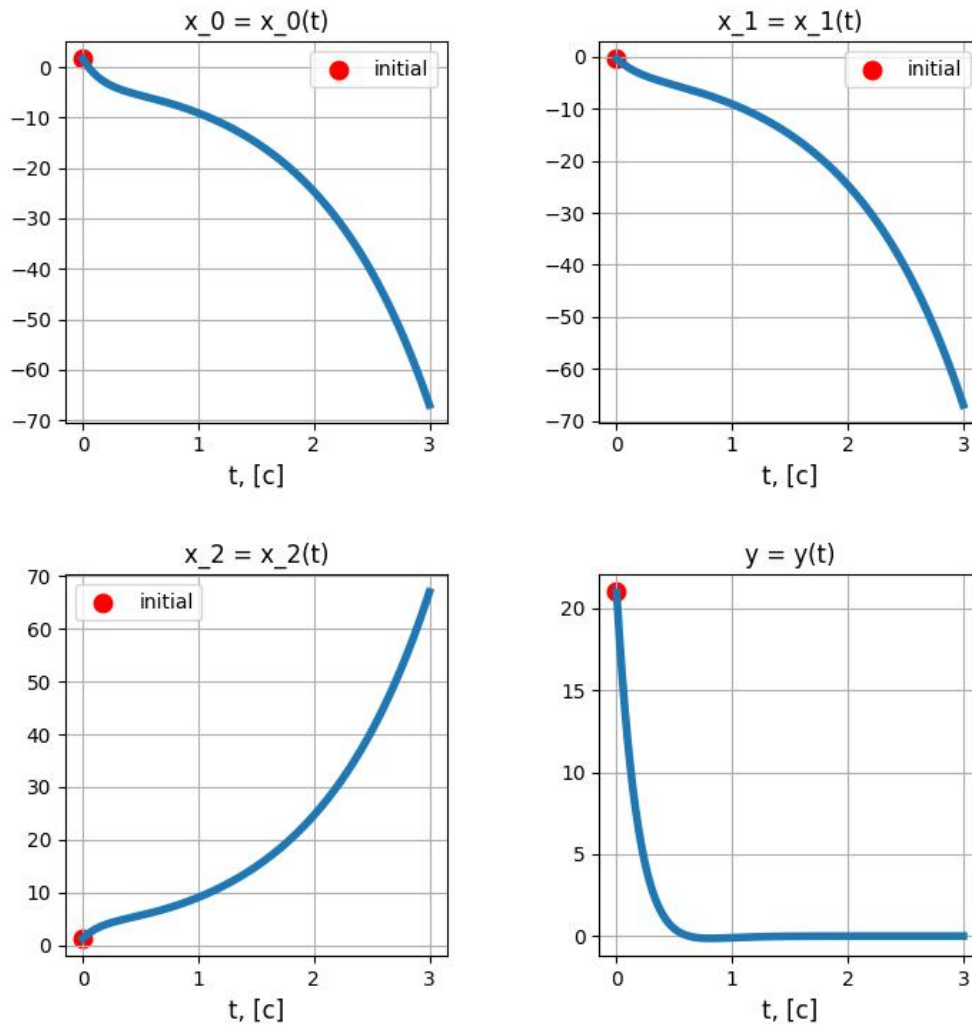 x_0 = x_0(t)
initial
0
−10
−20
−30
−40
−50
−60
−70
0 1 2 3
t, [c]
x_1 = x_1(t)
initial
0
−10
−20
−30
−40
−50
−60
−70
0 1 2 3
t, [c]
x_2 = x_2(t)
initial
70
60
50
40
30
20
10
0
0 1 2 3
t, [c]
y = y(t)
20
15
10
5
0
0 1 2 3
t, [c]